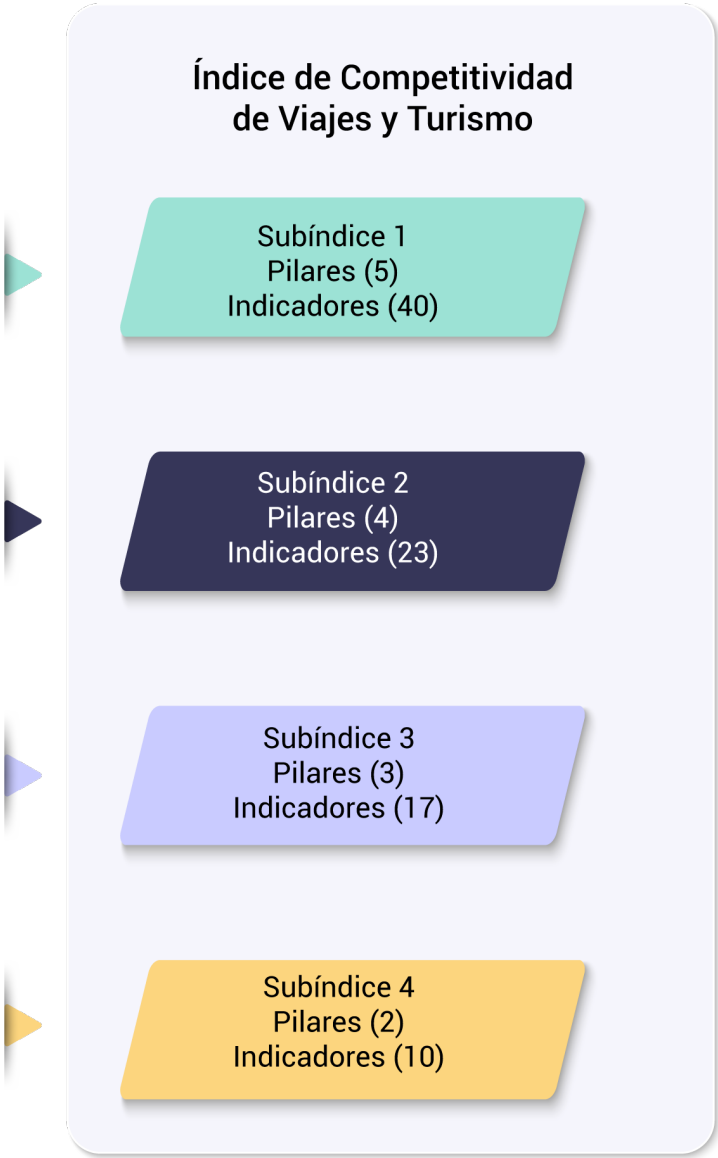 Índice de Competitividad
de Viajes y Turismo
Subíndice 1
Pilares (5)
Indicadores (40)
Subíndice 2
Pilares (4)
Indicadores (23)
Subíndice 3
Pilares (3)
Indicadores (17)
Subíndice 4
Pilares (2)
Indicadores (10)